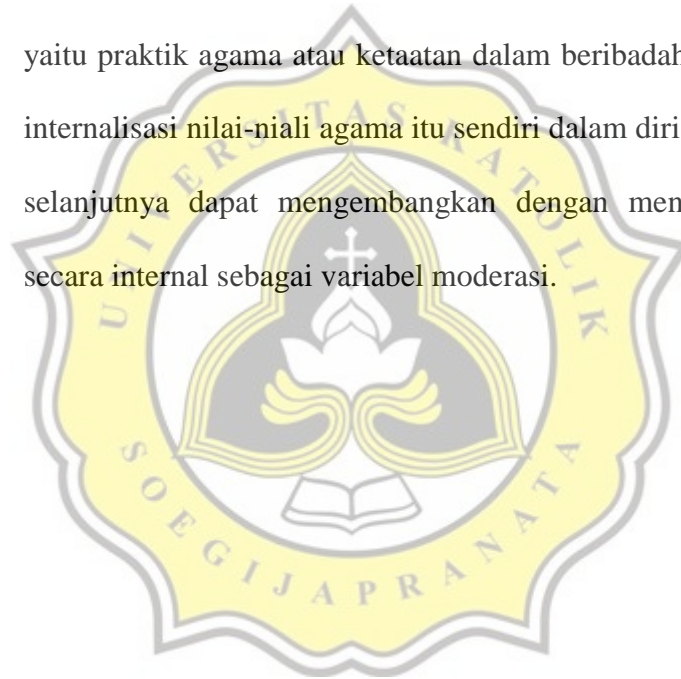 yaitu praktik agama atau ketaatan dalam beribadah
internalisasi nilai-niali agama itu sendiri dalam diri
selanjutnya dapat mengembangkan dengan men
secara internal sebagai variabel moderasi.
UNIVERSITAS KATOLIK
SOEGIJAPRANATA